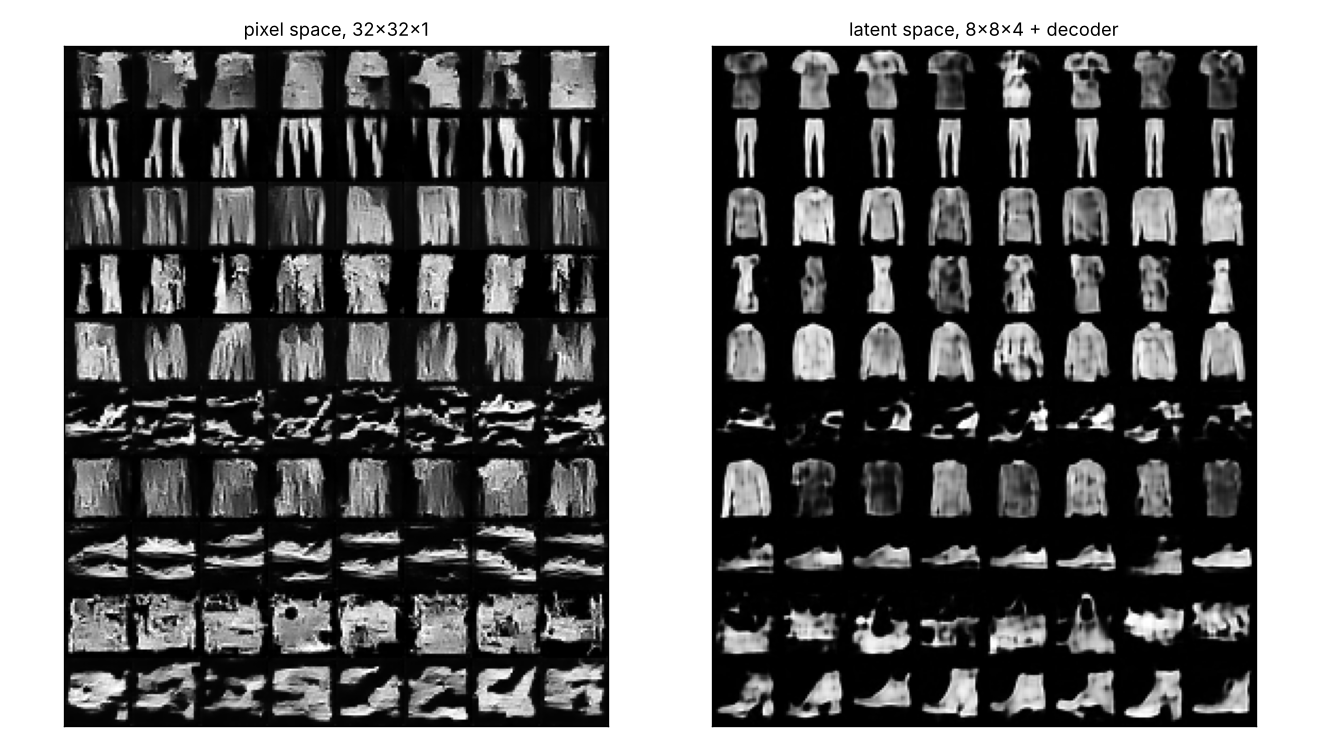 pixel space, 32×32×1
latent space, 8×8×4 + decoder